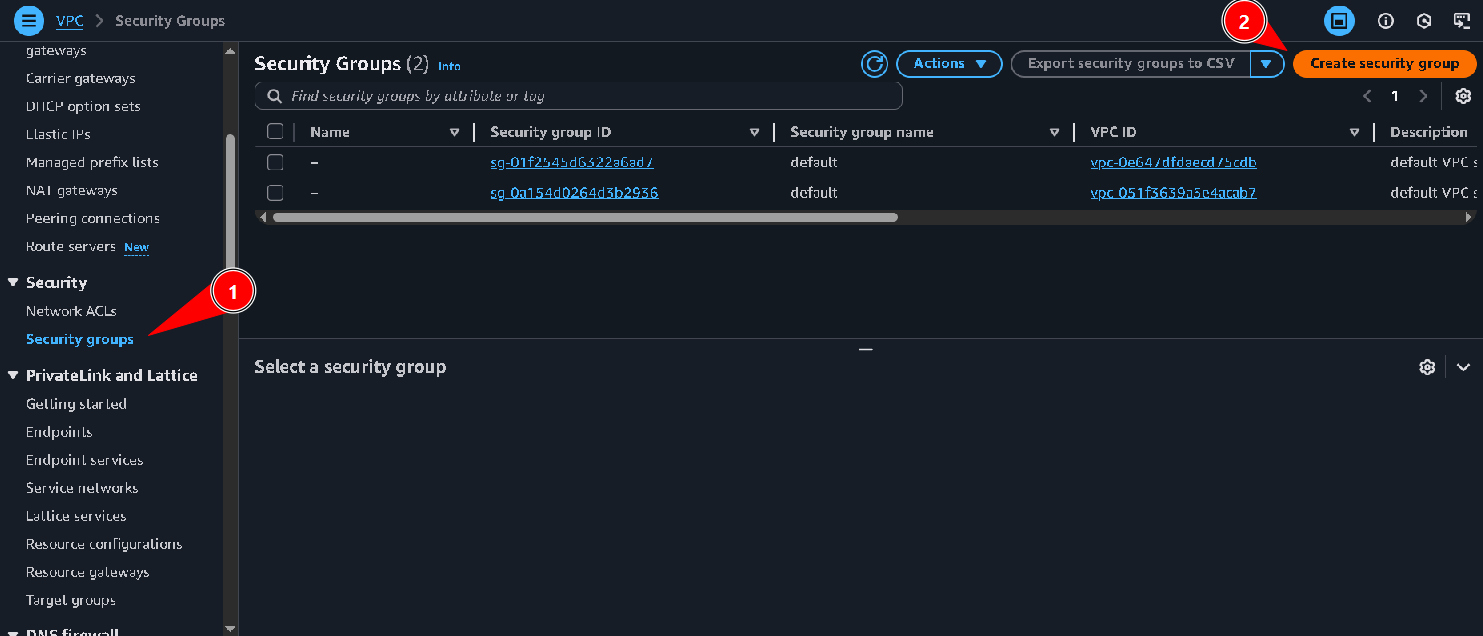 VPC > Security Groups
gateways
Carrier gateways
DHCP option sets
Elastic IPs
Managed prefix lists
NAT gateways
Peering connections
Route servers New
Security
Network ACLs
Security groups
PrivateLink and Lattice
Getting started
Endpoints
Endpoint services
Service networks
Lattice services
Resource configurations
Resource gateways
Target groups
DNS firewall
1
2
Security Groups (2) Info
Actions
Export security groups to CSV
Create security group
Find security groups by attribute or tag
1
Name Security group ID Security group name VPC ID Description
– sg-01f2545d6322a6ad7 default vpc-0e647dfdaecd75cdb default VPC s
– sg-0a154d0264d3b2936 default vpc-051f3639a5e4acab7 default VPC s
Select a security group